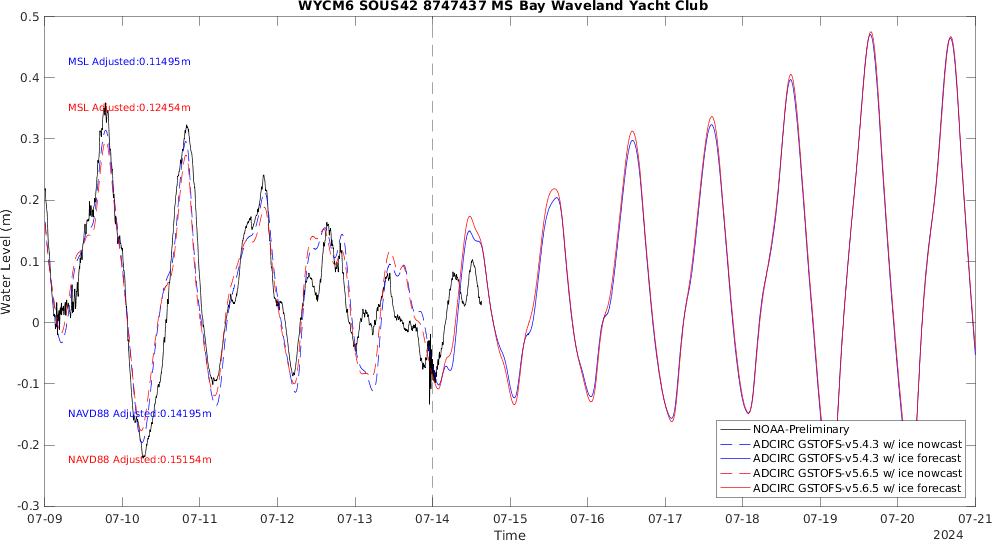 WYCM6 SOUS42 8747437 MS Bay Waveland Yacht Club
0.5
0.4
0.3
0.2
0.1
0
-0.1
-0.2
-0.3
Water Level (m)
MSL Adjusted:0.11495m
MSL Adjusted:0.12454m
NAVD88 Adjusted:0.14195m
NAVD88 Adjusted:0.15154m
NOAA-Preliminary
ADCIRC GSTOFS-v5.4.3 w/ ice nowcast
ADCIRC GSTOFS-v5.4.3 w/ ice forecast
ADCIRC GSTOFS-v5.6.5 w/ ice nowcast
ADCIRC GSTOFS-v5.6.5 w/ ice forecast
07-09 07-10 07-11 07-12 07-13 07-14 07-15 07-16 07-17 07-18 07-19 07-20 07-21
Time
2024